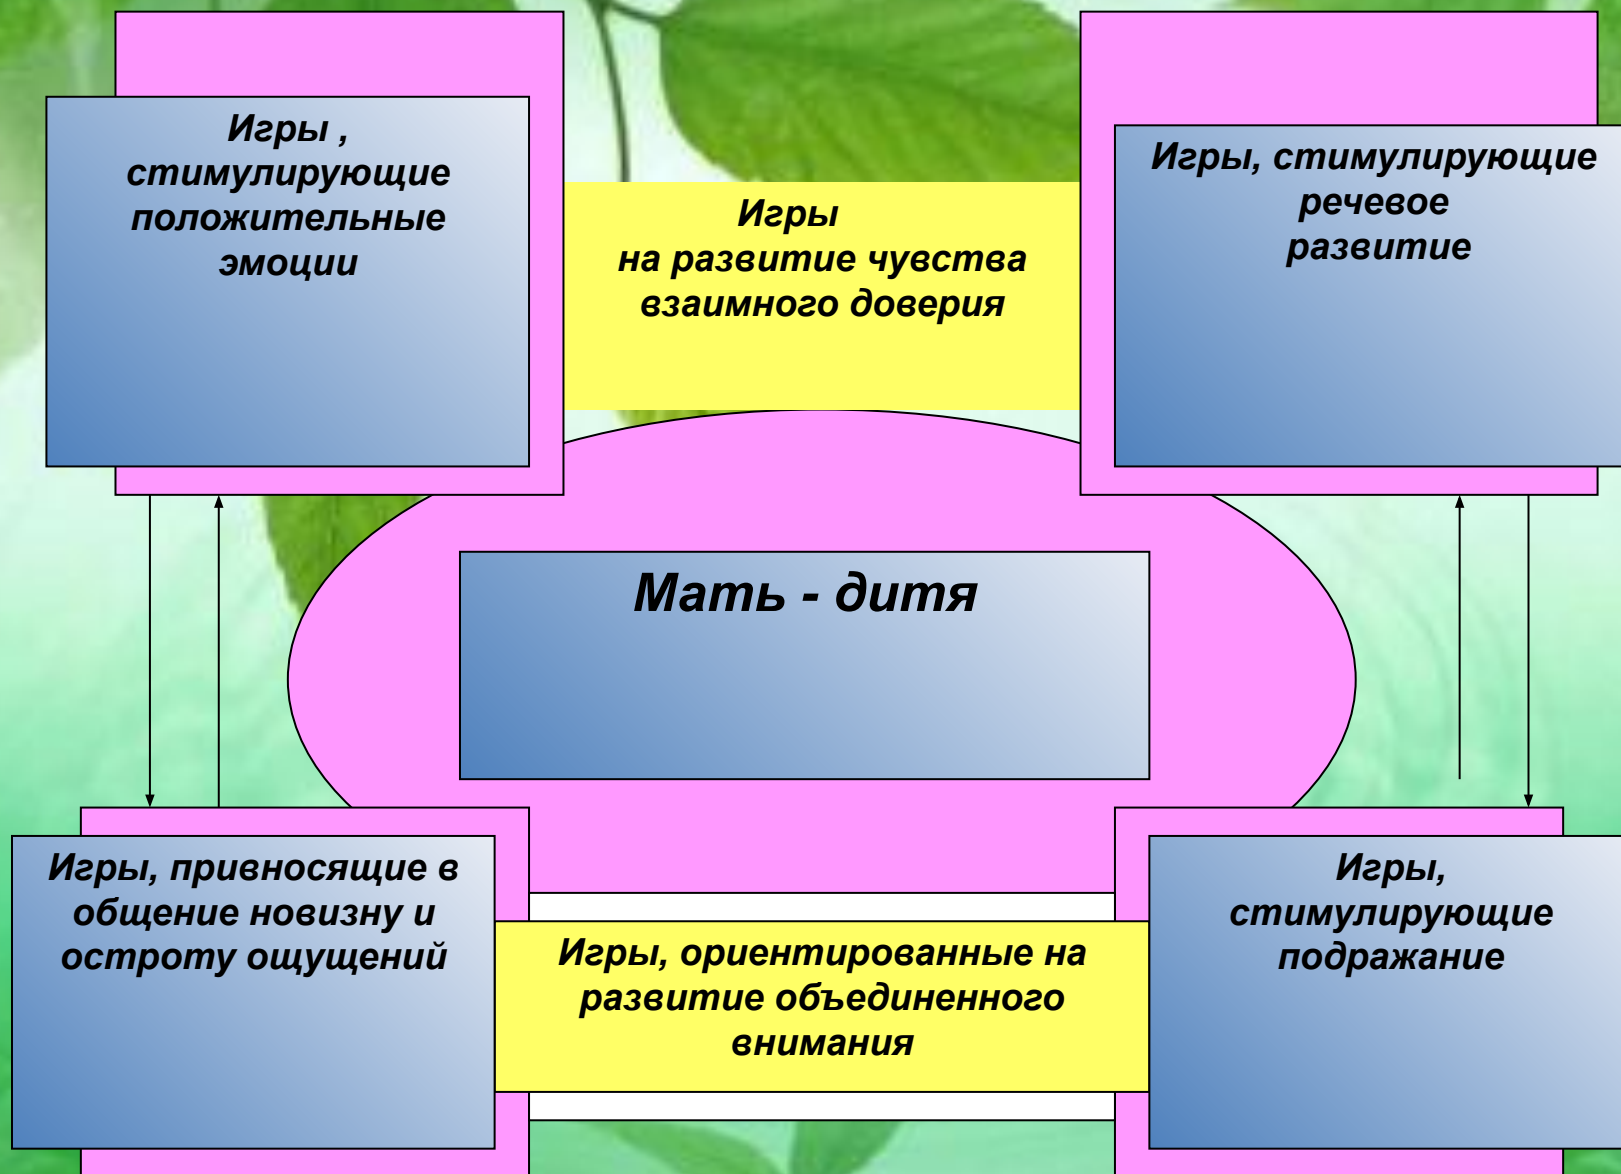 Игры ,
стимулирующие
положительные
эмоции
Игры
на развитие чувства
взаимного доверия
Игры, стимулирующие
речевое
развитие
Мать - дитя
Игры, привносящие в
общение новизну и
остроту ощущений
Игры, ориентированные на
развитие объединенного
внимания
Игры,
стимулирующие
подражание